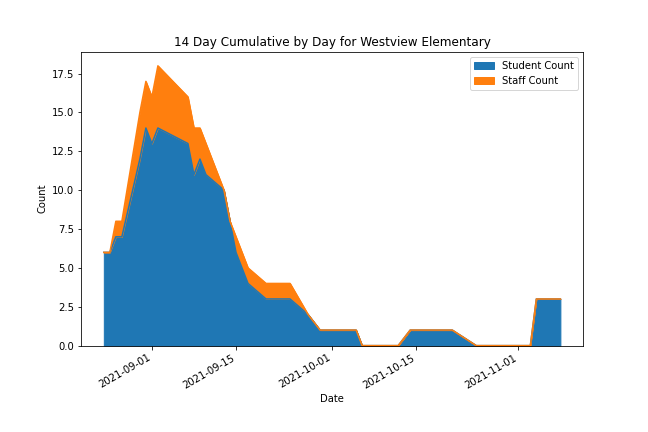 14 Day Cumulative by Day for Westview Elementary
Student Count
Staff Count
17.5
15.0
12.5
10.0
7.5
5.0
2.5
0.0
Count
2021-09-01
2021-09-15
2021-10-01
2021-10-15
2021-11-01
Date